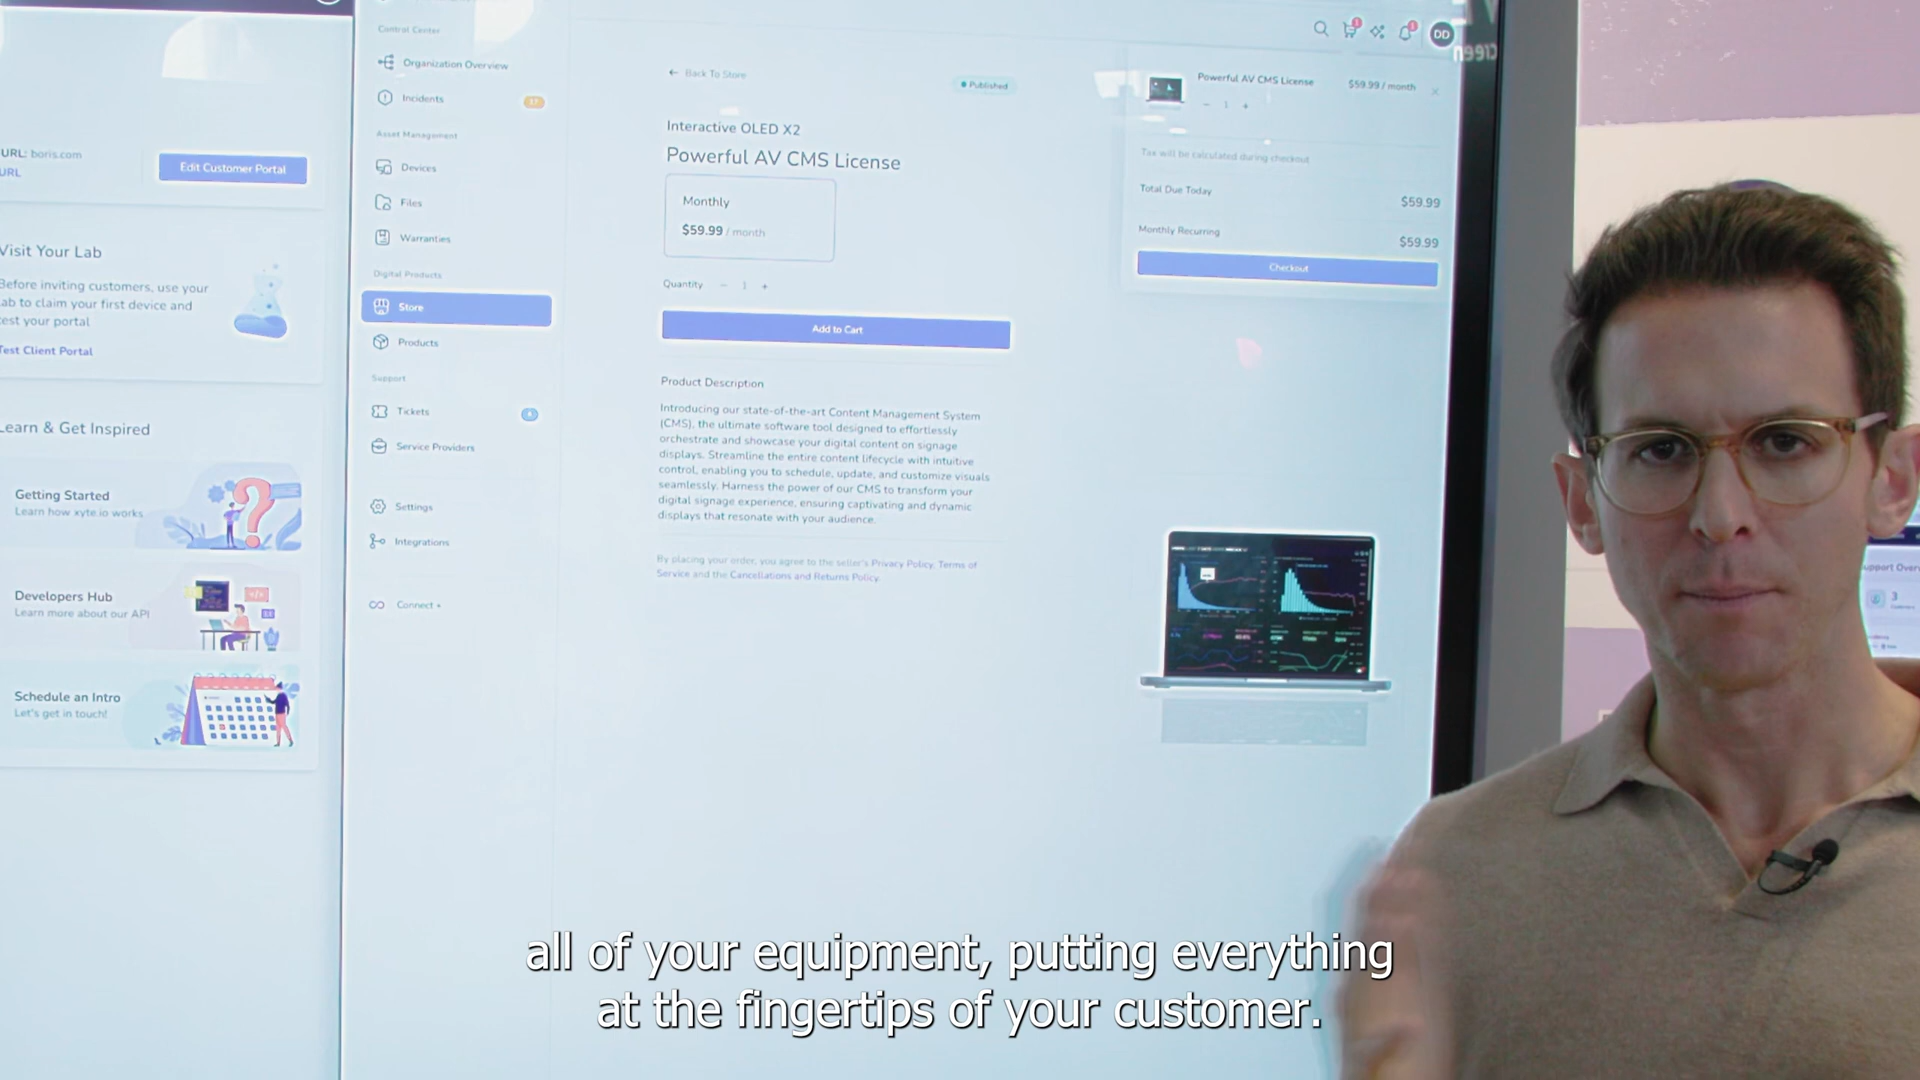 URL: boris.com
URL
Edit Customer Portal
Visit Your Lab
Before inviting customers, use your
lab to claim your first device and
test your portal
Test Client Portal
Learn & Get Inspired
Getting Started
Learn how xyte.io works
Developers Hub
Learn more about our API
Schedule an Intro
Let's get in touch!
Control Center
Organization Overview
Incidents
17
Asset Management
Devices
Files
Warranties
Digital Products
Store
Products
Support
Tickets
Service Providers
Settings
Integrations
Connect +
Back To Store
Published
Interactive OLED X2
Powerful AV CMS License
Monthly
$59.99 / month
Quantity
− 1 +
Add to Cart
Product Description
Introducing our state-of-the-art Content Management System
(CMS), the ultimate software tool designed to effortlessly
orchestrate and showcase your digital content on signage
displays. Streamline the entire content lifecycle with intuitive
control, enabling you to schedule, update, and customize visuals
seamlessly. Harness the power of our CMS to transform your
digital signage experience, ensuring captivating and dynamic
displays that resonate with your audience.
By placing your order, you agree to the seller's Privacy Policy, Terms of
Service and the Cancellations and Returns Policy.
DD
Powerful AV CMS License
$59.99 / month
− 1 +
Tax will be calculated during checkout
Total Due Today
$59.99
Monthly Recurring
$59.99
Checkout
3
all of your equipment, putting everything
at the fingertips of your customer.